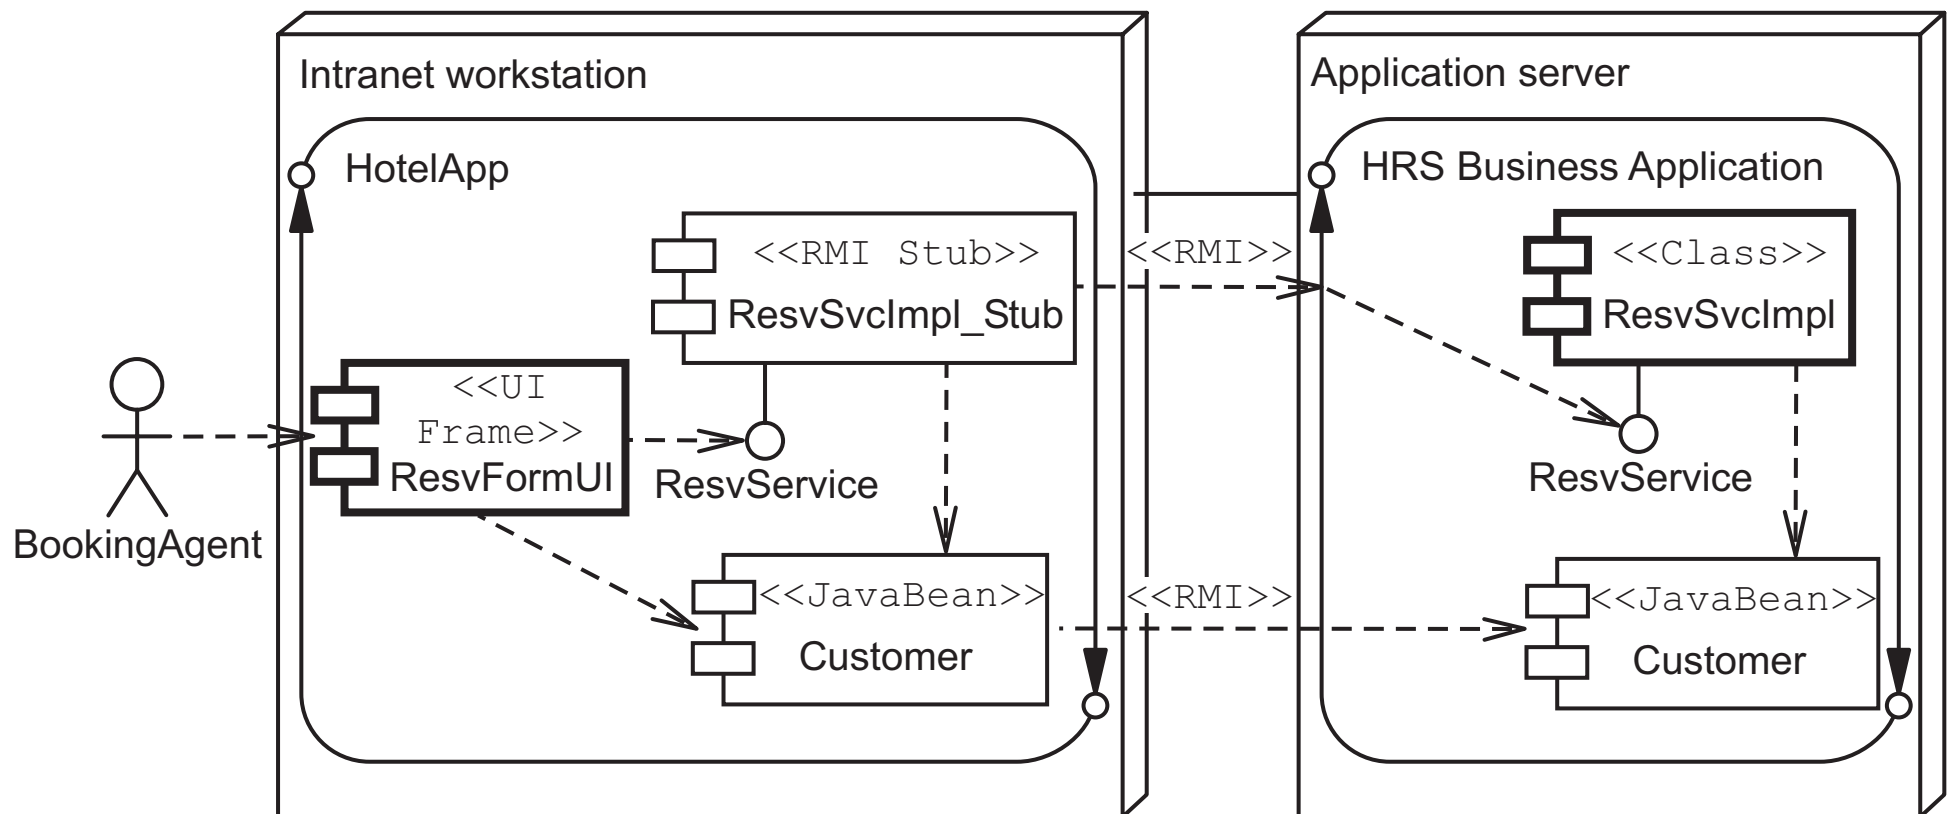 Intranet workstation
Application server
HotelApp
HRS Business Application
<<RMI Stub>>
ResvSvcImpl_Stub
<<RMI>>
<<Class>>
ResvSvcImpl
<<UI
Frame>>
ResvFormUI
ResvService
ResvService
BookingAgent
<<JavaBean>>
Customer
<<RMI>>
<<JavaBean>>
Customer